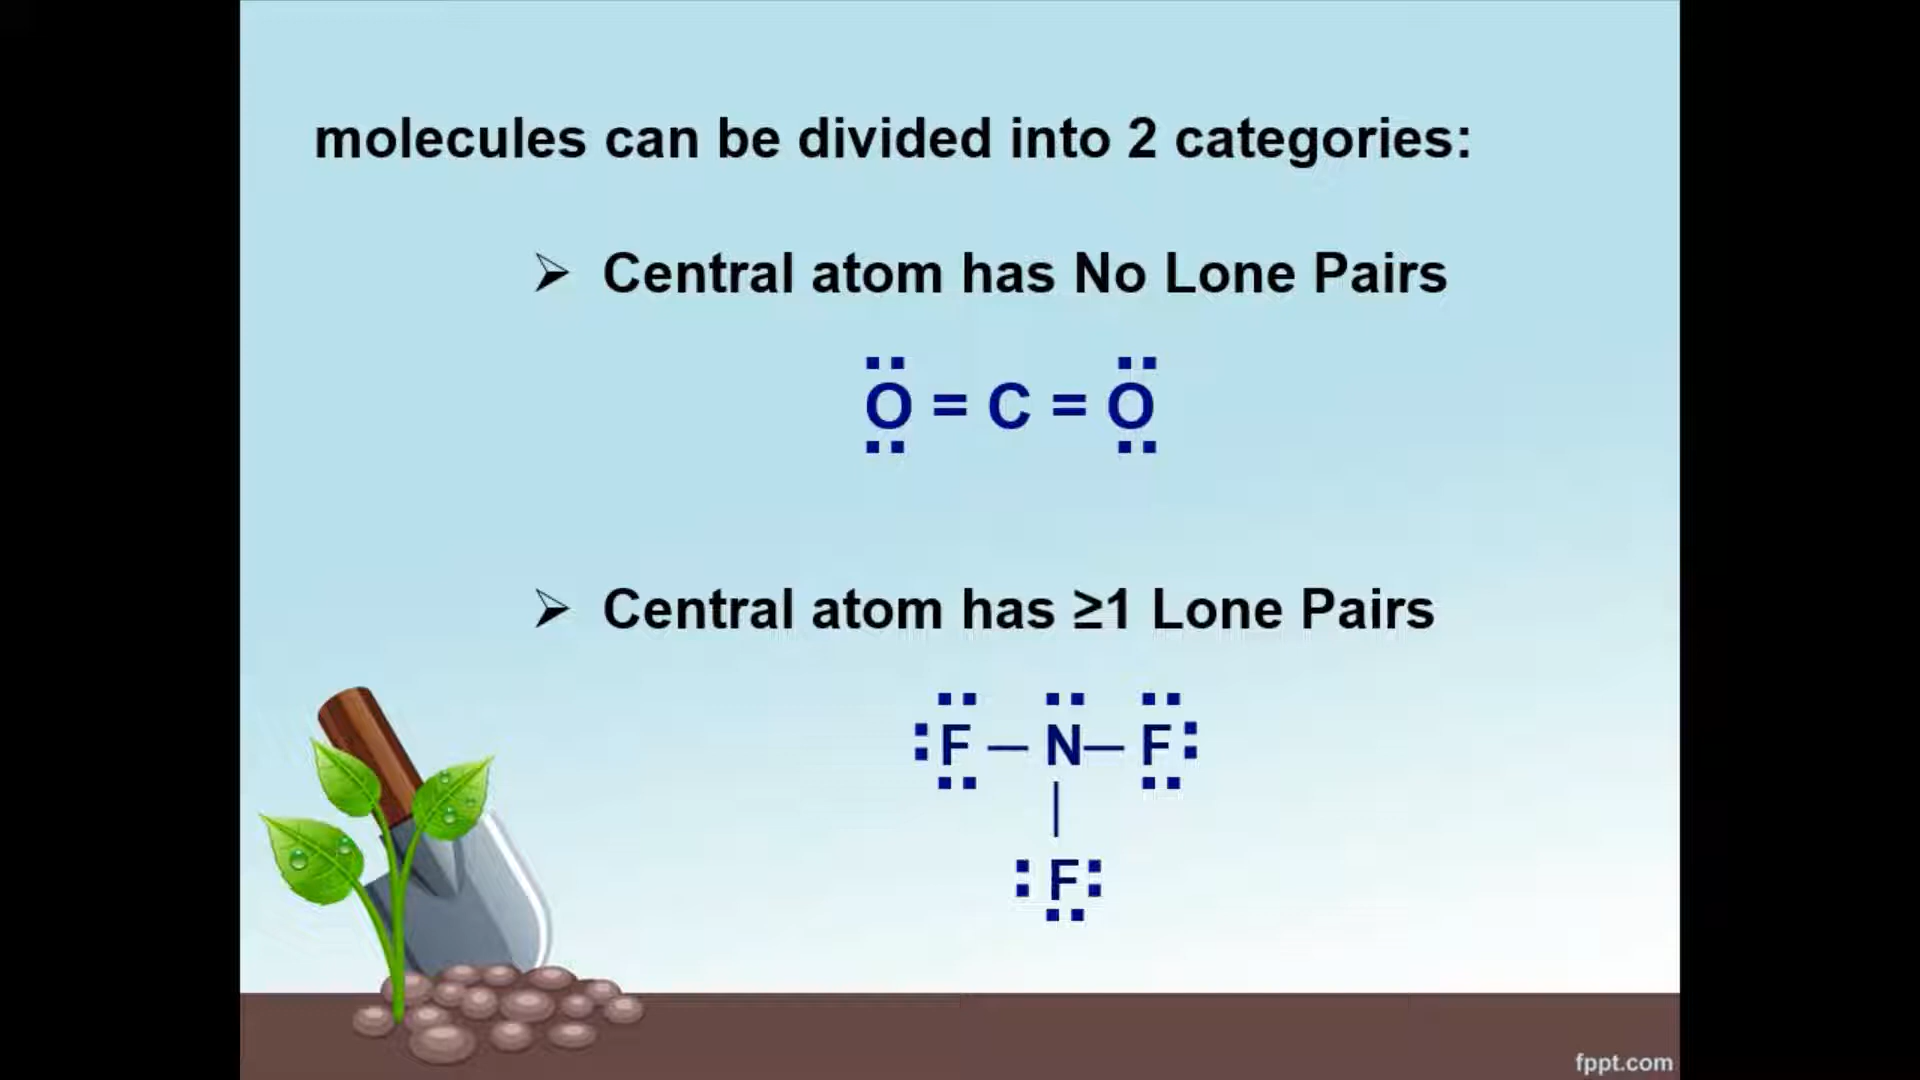 molecules can be divided into 2 categories:
➢ Central atom has No Lone Pairs
O = C = O
➢ Central atom has ≥1 Lone Pairs
:F — N — F:
|
:F:
fppt.com